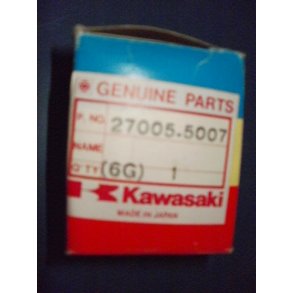 GENUINE PARTS
P. NO. 27005.5007
NAME
Q'TY (6G) 1
Kawasaki
MADE IN JAPAN